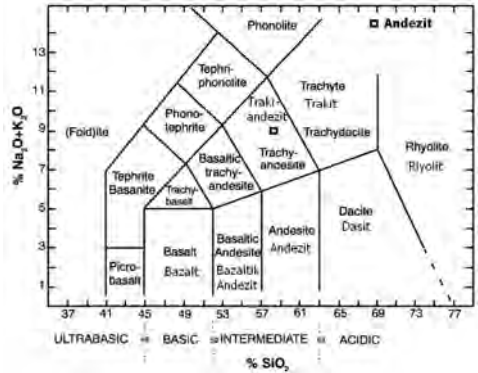 Phonolite
Andezit
13
11
9
7
5
3
1
% Na2O+K2O
Tephri-
phonolite
Trachyte
Trakit
Traki-
andezit
Phono-
tephrite
(Foid)ite
Trachydacite
Trachy-
andesite
Rhyolite
Riyolit
Basaltic
trachy-
andesite
Tephrite
Basanite
Trachy-
basalt
Dacite
Dasit
Andesite
Andezit
Basaltic
Andesite
Bazaltik
Andezit
Basalt
Bazalt
Picro-
basalt
37 41 45 49 52 57 61 65 69 73 77
ULTRABASIC BASIC INTERMEDIATE ACIDIC
% SiO2